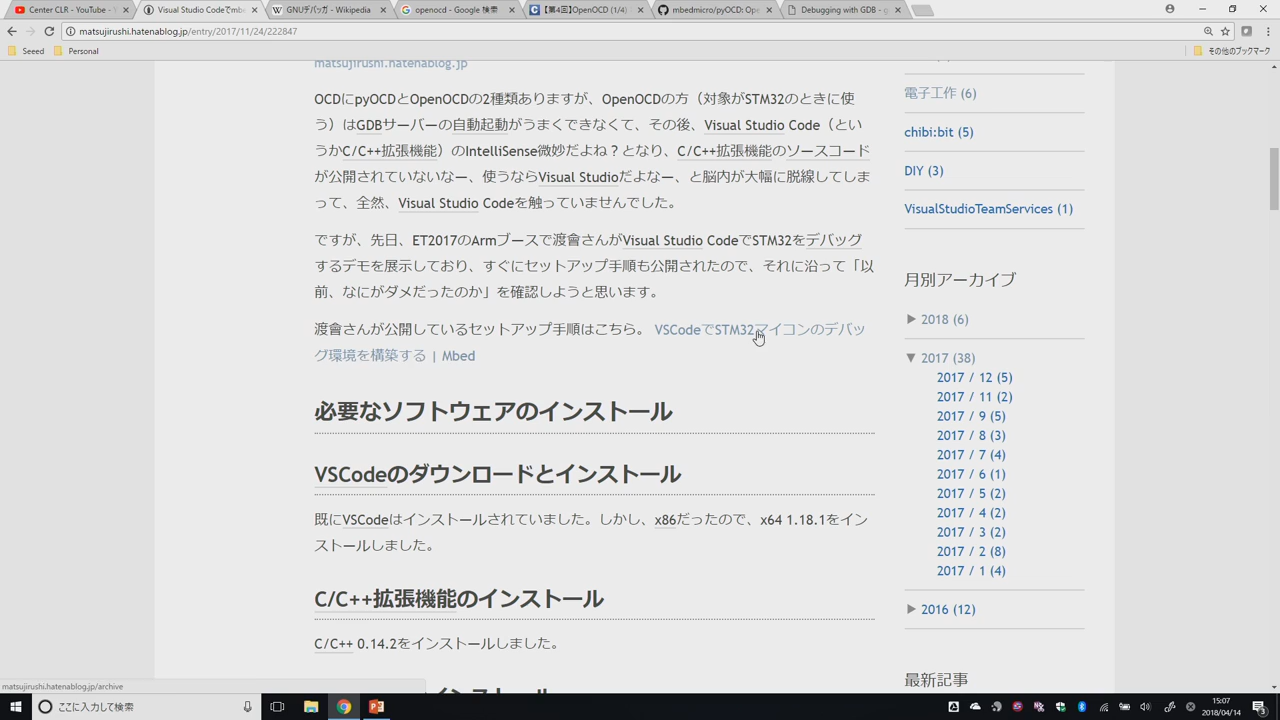 Center CLR - YouTube - Y
Visual Studio Codeでmbe
GNUデバッガ - Wikipedia
openocd - Google 検索
【第4回】OpenOCD (1/4)
mbedmicro/pyOCD: Ope
Debugging with GDB - g
matsujirushi.hatenablog.jp/entry/2017/11/24/222847
Seeed
Personal
その他のブックマーク
matsujirushi.hatenablog.jp
OCDにpyOCDとOpenOCDの2種類ありますが、OpenOCDの方（対象がSTM32のときに使
う）はGDBサーバーの自動起動がうまくできなくて、その後、Visual Studio Code（とい
うかC/C++拡張機能）のIntelliSense微妙だよね？となり、C/C++拡張機能のソースコード
が公開されていないなー、使うならVisual Studioだよなー、と脳内が大幅に脱線してしま
って、全然、Visual Studio Codeを触っていませんでした。
ですが、先日、ET2017のArmブースで渡會さんがVisual Studio CodeでSTM32をデバッグ
するデモを展示しており、すぐにセットアップ手順も公開されたので、それに沿って「以
前、なにがダメだったのか」を確認しようと思います。
渡會さんが公開しているセットアップ手順はこちら。 VSCodeでSTM32マイコンのデバッ
グ環境を構築する | Mbed
必要なソフトウェアのインストール
VSCodeのダウンロードとインストール
既にVSCodeはインストールされていました。しかし、x86だったので、x64 1.18.1をイン
ストールしました。
C/C++拡張機能のインストール
C/C++ 0.14.2をインストールしました。
電子工作 (6)
chibi:bit (5)
DIY (3)
VisualStudioTeamServices (1)
月別アーカイブ
▶ 2018 (6)
▼ 2017 (38)
2017 / 12 (5)
2017 / 11 (2)
2017 / 9 (5)
2017 / 8 (3)
2017 / 7 (4)
2017 / 6 (1)
2017 / 5 (2)
2017 / 4 (2)
2017 / 3 (2)
2017 / 2 (8)
2017 / 1 (4)
▶ 2016 (12)
最新記事
matsujirushi.hatenablog.jp/archive
ここに入力して検索
15:07
2018/04/14